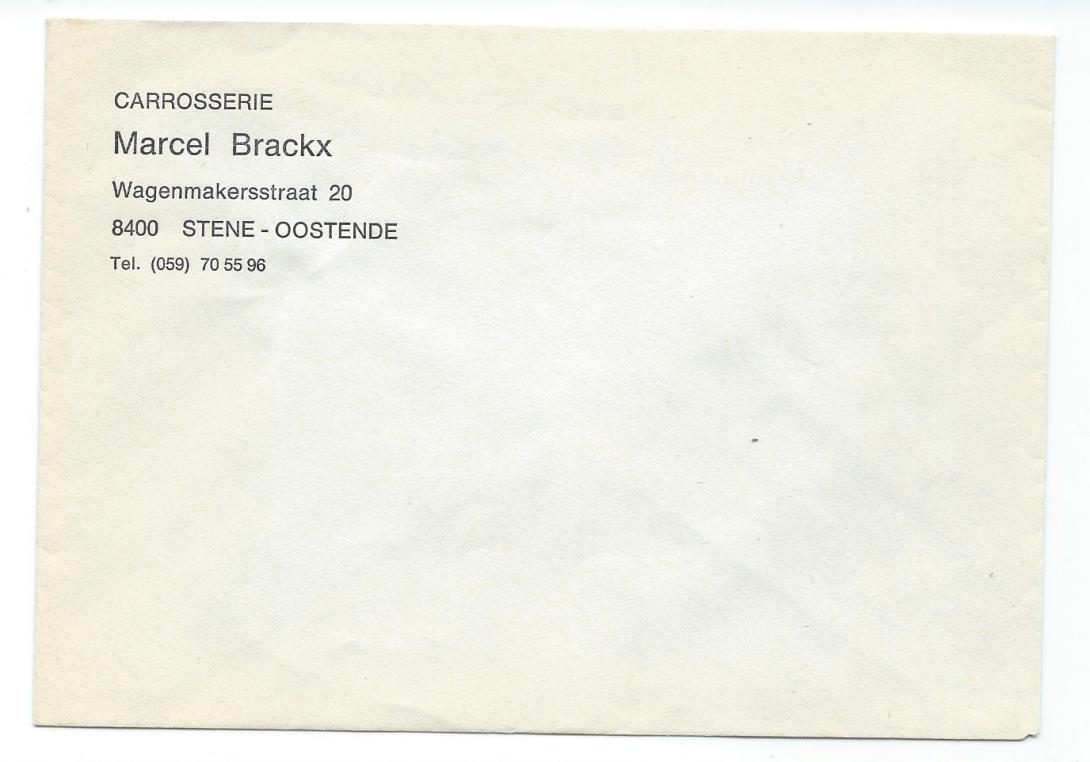 CARROSSERIE
Marcel Brackx
Wagenmakersstraat 20
8400 STENE - OOSTENDE
Tel. (059) 70 55 96